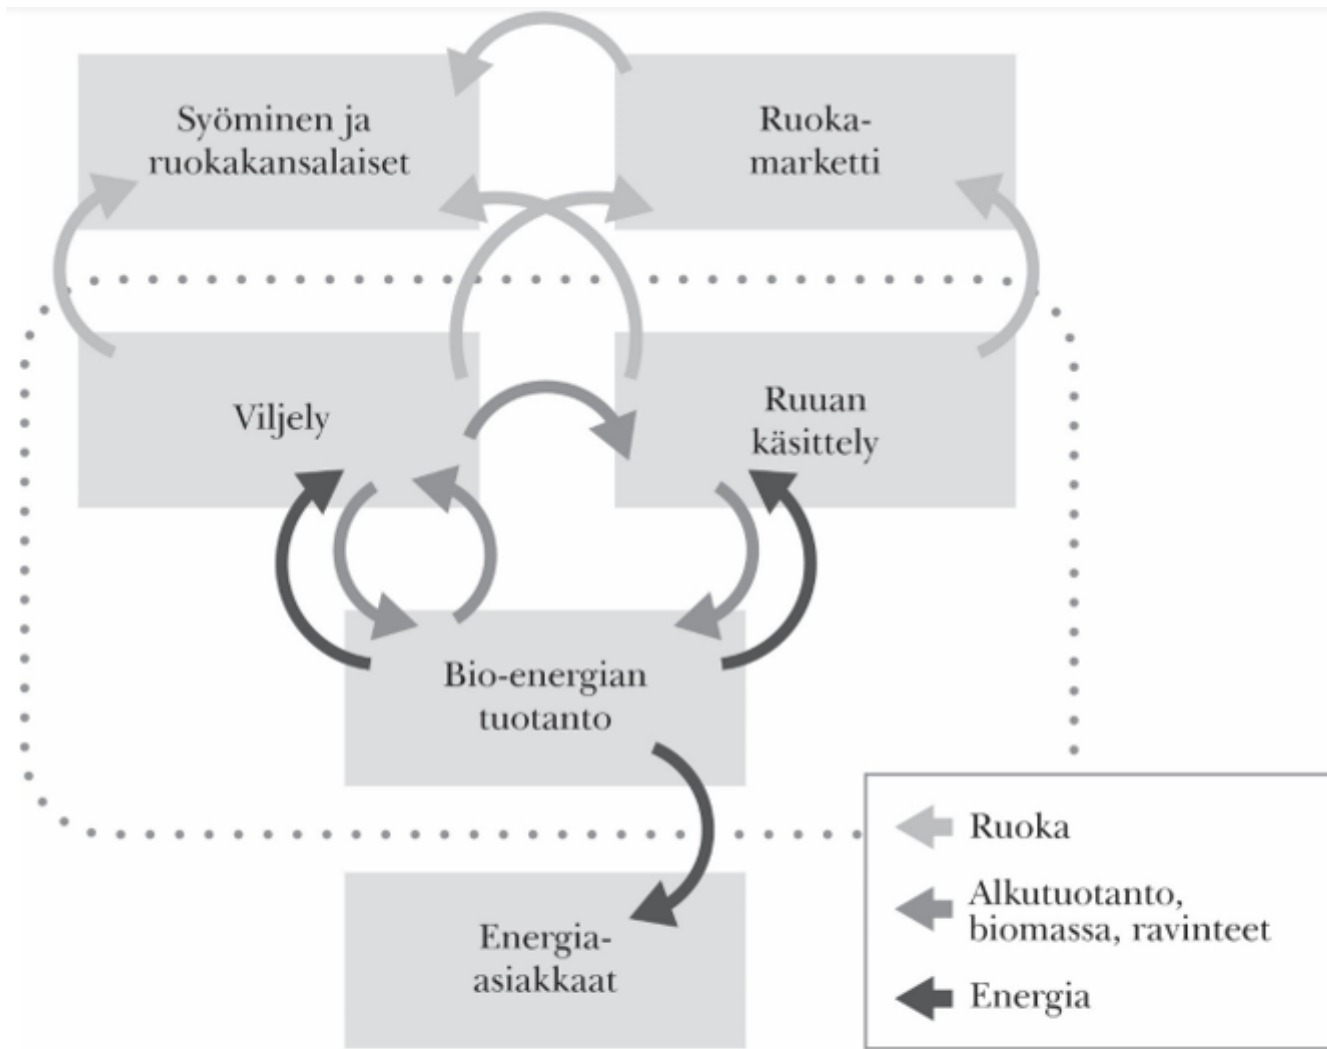 Syöminen ja
ruokakansalaiset
Ruoka-
marketti
Viljely
Ruuan
käsittely
Bio-energian
tuotanto
Energia-
asiakkaat
Ruoka
Alkutuotanto,
biomassa, ravinteet
Energia